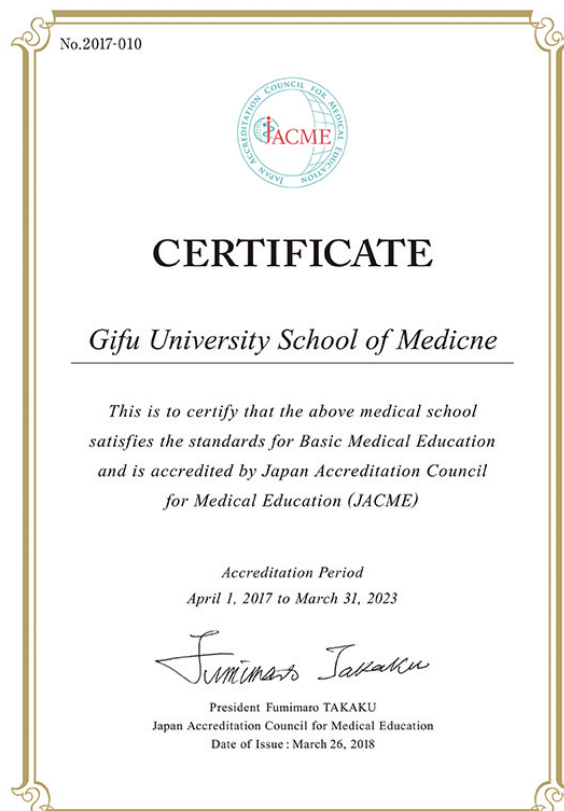 No.2017-010
JAPAN ACCREDITATION COUNCIL FOR MEDICAL EDUCATION
JACME
CERTIFICATE
Gifu University School of Medicne
This is to certify that the above medical school
satisfies the standards for Basic Medical Education
and is accredited by Japan Accreditation Council
for Medical Education (JACME)
Accreditation Period
April 1, 2017 to March 31, 2023
Fumimaro Takaku
President Fumimaro TAKAKU
Japan Accreditation Council for Medical Education
Date of Issue : March 26, 2018